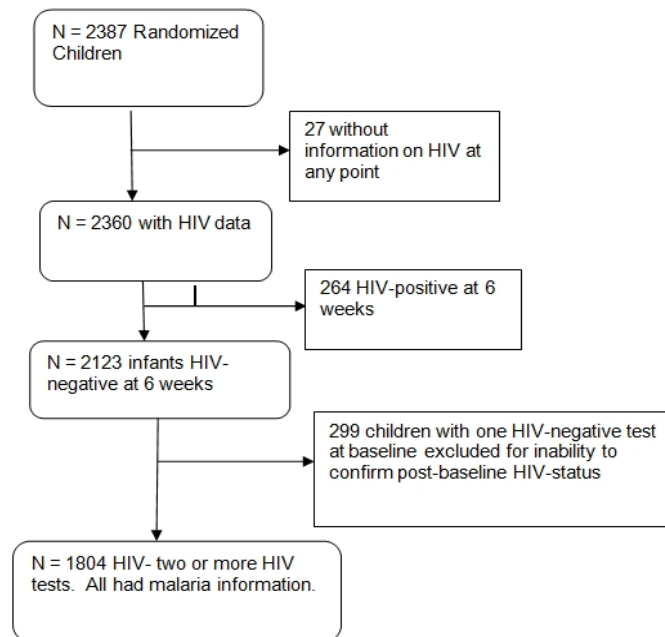 N = 2387 Randomized
Children
27 without
information on HIV at
any point
N = 2360 with HIV data
264 HIV-positive at 6
weeks
N = 2123 infants HIV-
negative at 6 weeks
299 children with one HIV-negative test
at baseline excluded for inability to
confirm post-baseline HIV-status
N = 1804 HIV- two or more HIV
tests.  All had malaria information.